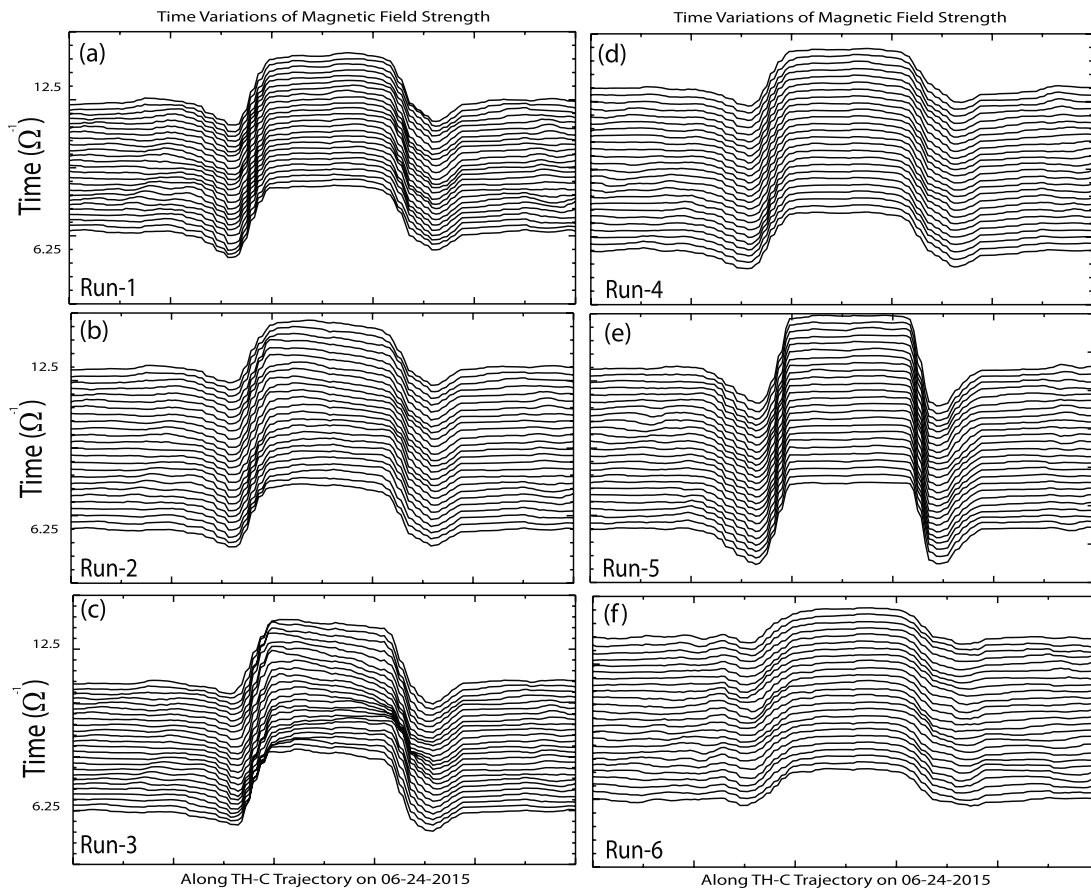 Time Variations of Magnetic Field Strength
(a)
12.5
Time (Ω⁻¹)
6.25
Run-1
(b)
12.5
Time (Ω⁻¹)
6.25
Run-2
(c)
12.5
Time (Ω⁻¹)
6.25
Run-3
Along TH-C Trajectory on 06-24-2015
Time Variations of Magnetic Field Strength
(d)
Run-4
(e)
Run-5
(f)
Run-6
Along TH-C Trajectory on 06-24-2015